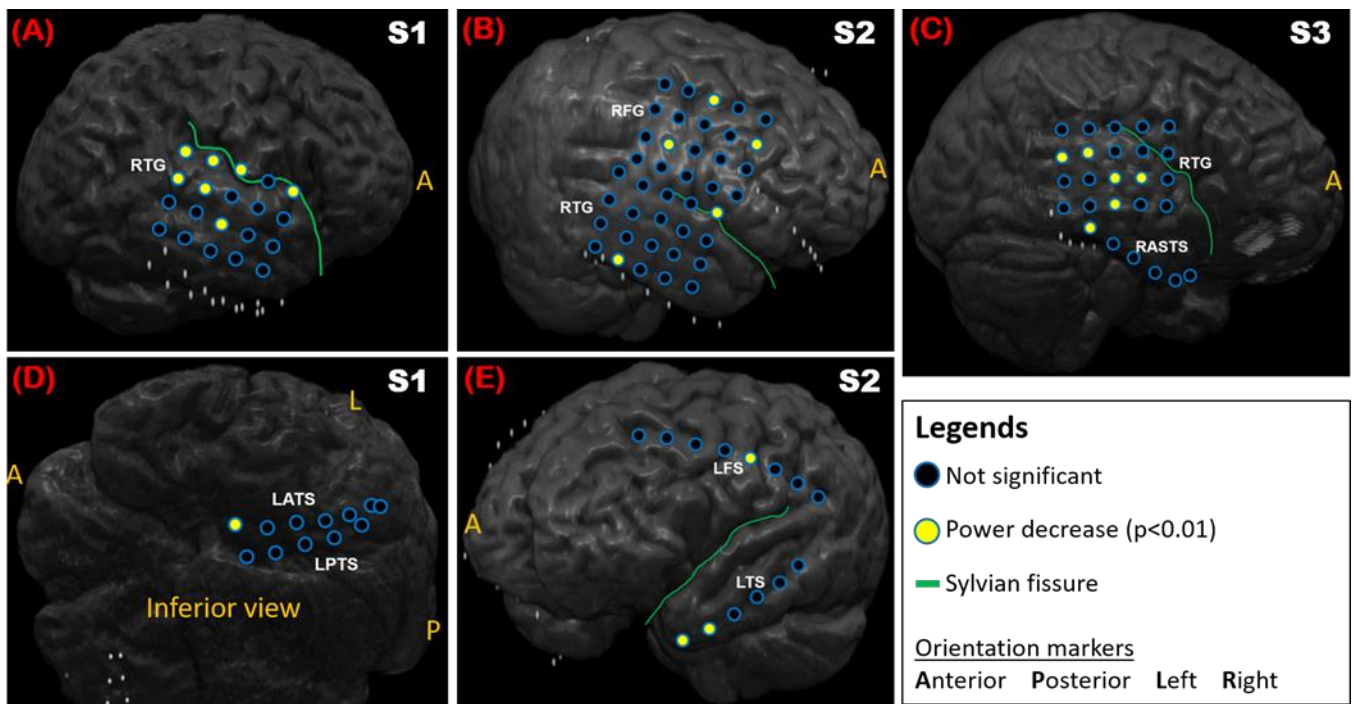 (A) S1
RTG
A
(B) S2
RFG
RTG
A
(C) S3
RTG
RASTS
A
(D) S1
L
A
LATS
LPTS
Inferior view
P
(E) S2
LFS
A
LTS
Legends
Not significant
Power decrease (p<0.01)
Sylvian fissure
Orientation markers
Anterior Posterior Left Right